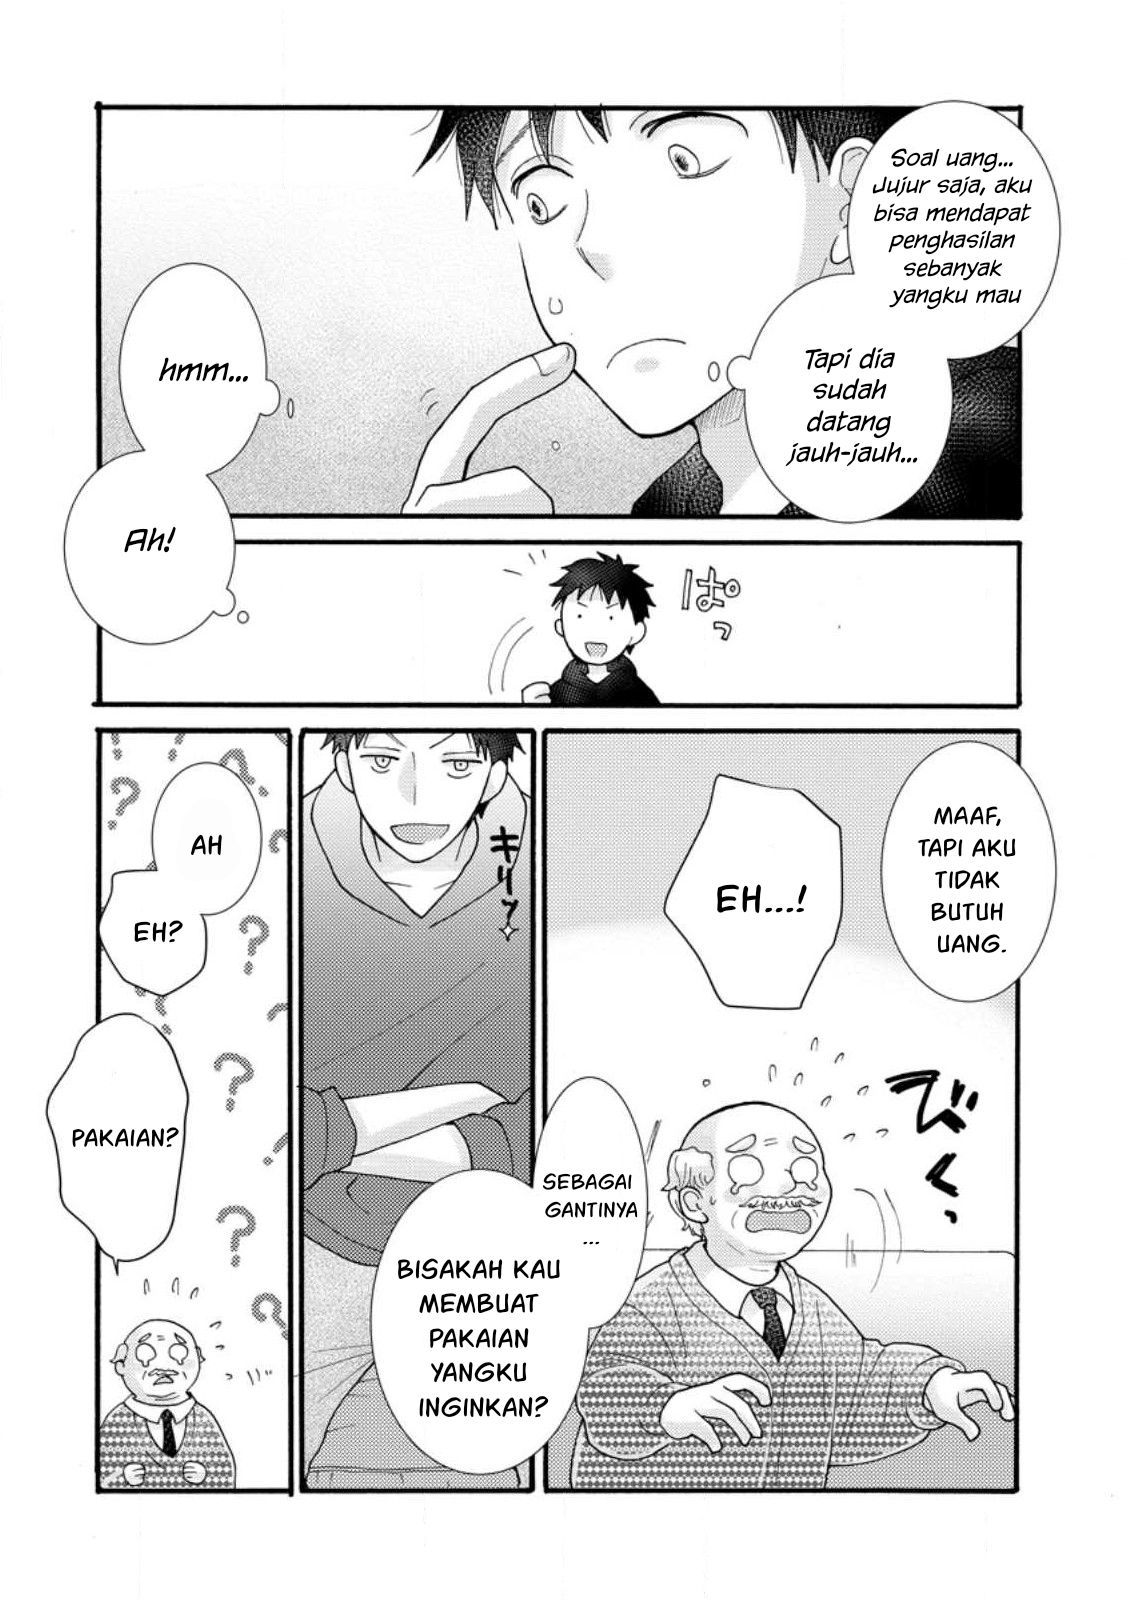 Soal uang...
Jujur saja, aku
bisa mendapat
penghasilan
sebanyak
yangku mau
Tapi dia
sudah
datang
jauh-jauh...
hmm...
Ah!
ぱっ
MAAF,
TAPI AKU
TIDAK
BUTUH
UANG.
EH...!
びくっ
SEBAGAI
GANTINYA
...
BISAKAH KAU
MEMBUAT
PAKAIAN
YANGKU
INGINKAN?
キリッ
AH
EH?
PAKAIAN?